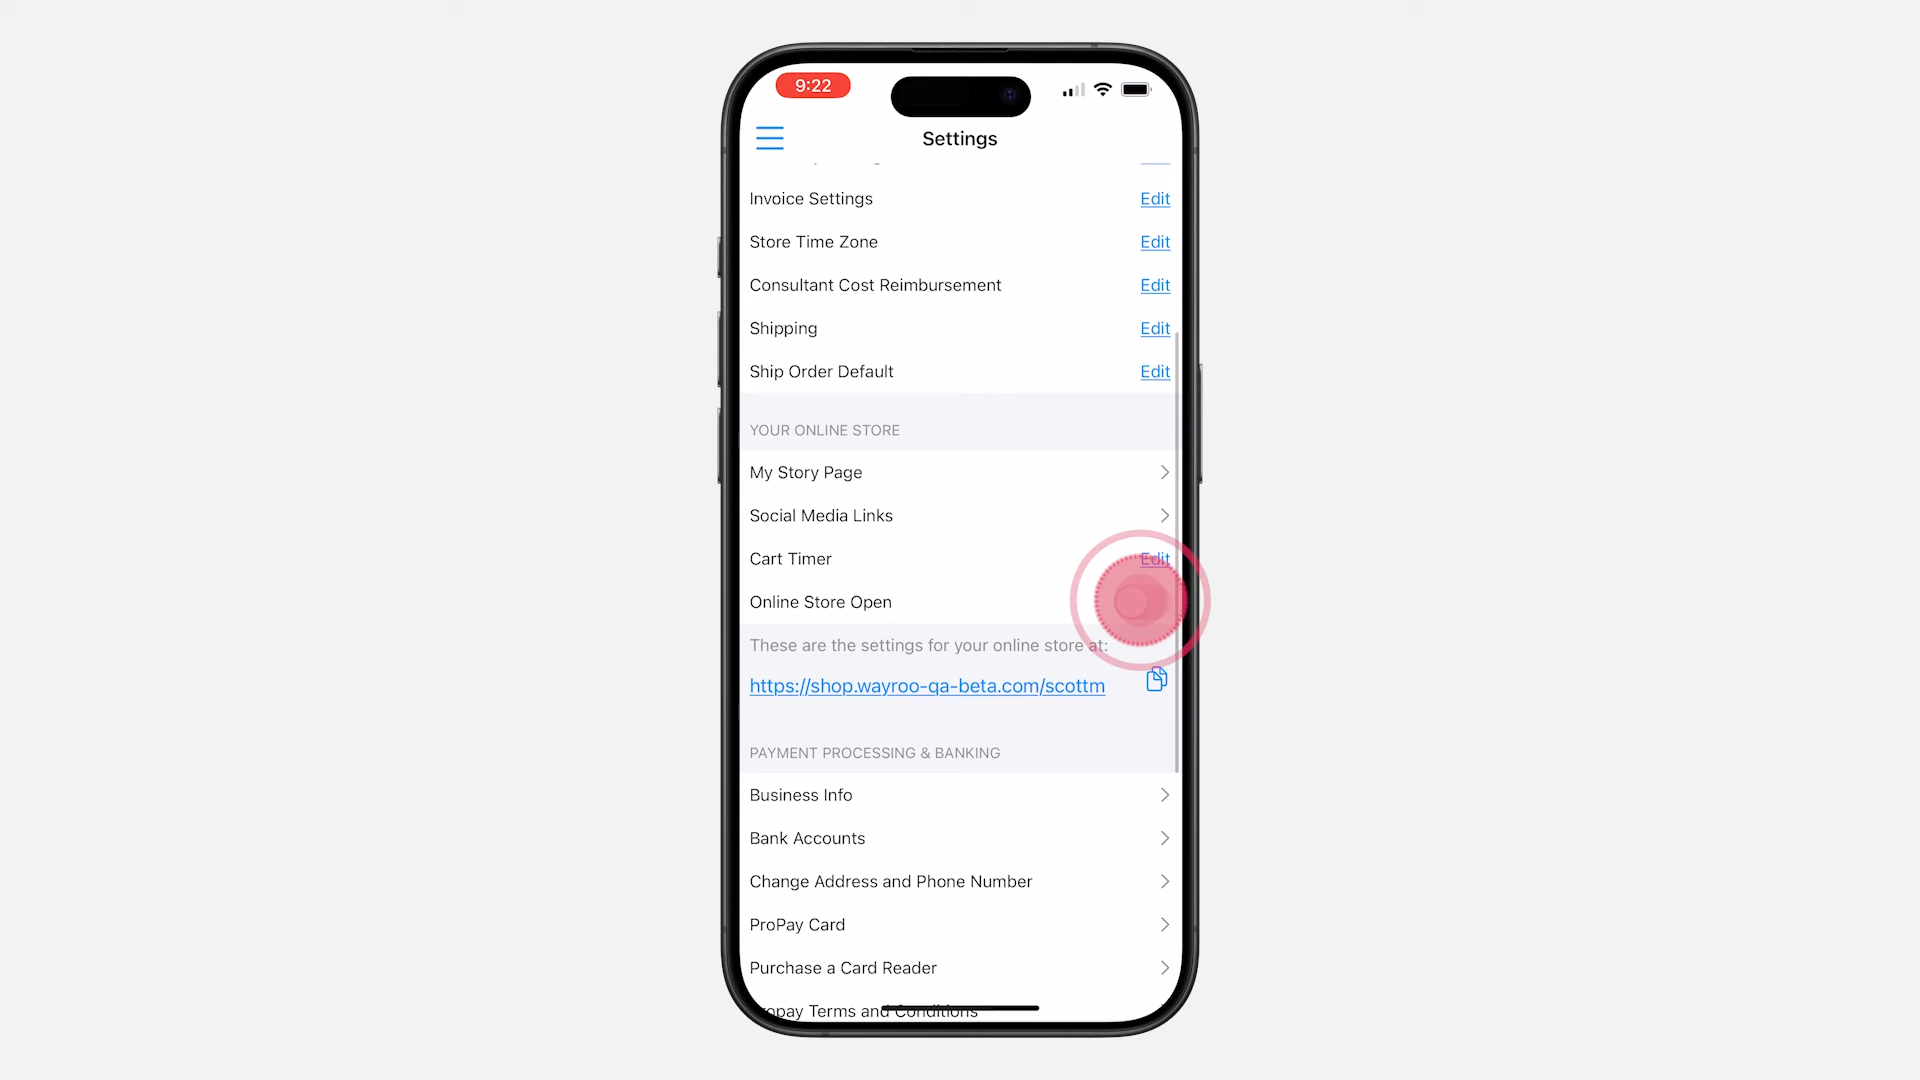 9:22
Settings
Invoice Settings Edit
Store Time Zone Edit
Consultant Cost Reimbursement Edit
Shipping Edit
Ship Order Default Edit
YOUR ONLINE STORE
My Story Page
Social Media Links
Cart Timer Edit
Online Store Open
These are the settings for your online store at:
https://shop.wayroo-qa-beta.com/scottm
PAYMENT PROCESSING & BANKING
Business Info
Bank Accounts
Change Address and Phone Number
ProPay Card
Purchase a Card Reader
opay Terms and Conditions